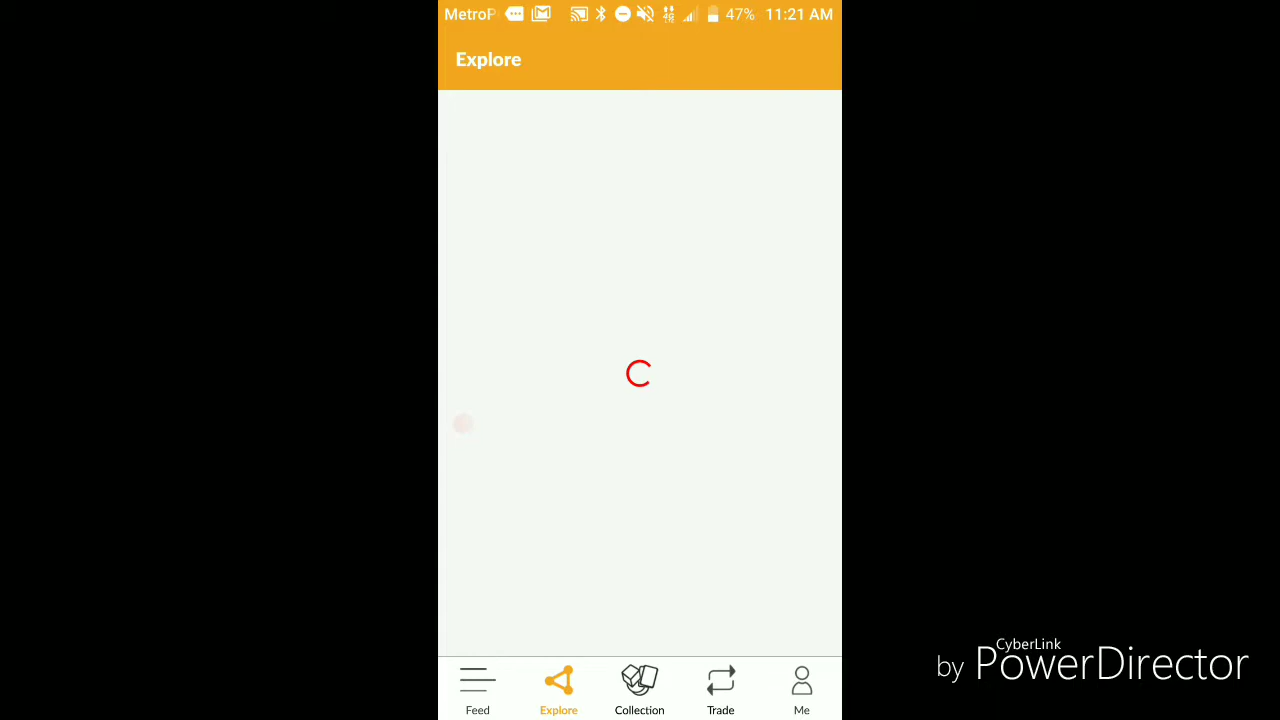 MetroP 47% 11:21 AM
Explore
Feed Explore Collection Trade Me
CyberLink
by PowerDirector